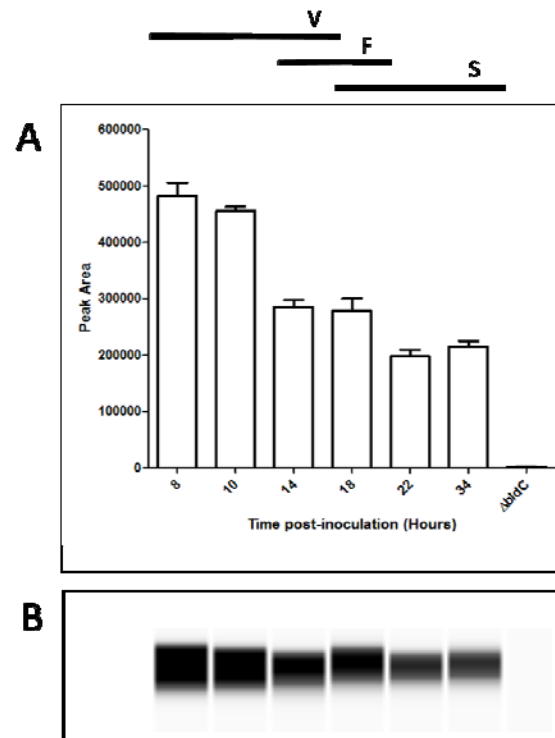 V
F
S
A
600000
500000
400000
300000
200000
100000
0
Peak Area
8 10 14 18 22 34 ΔbldC
Time post-inoculation (Hours)
B